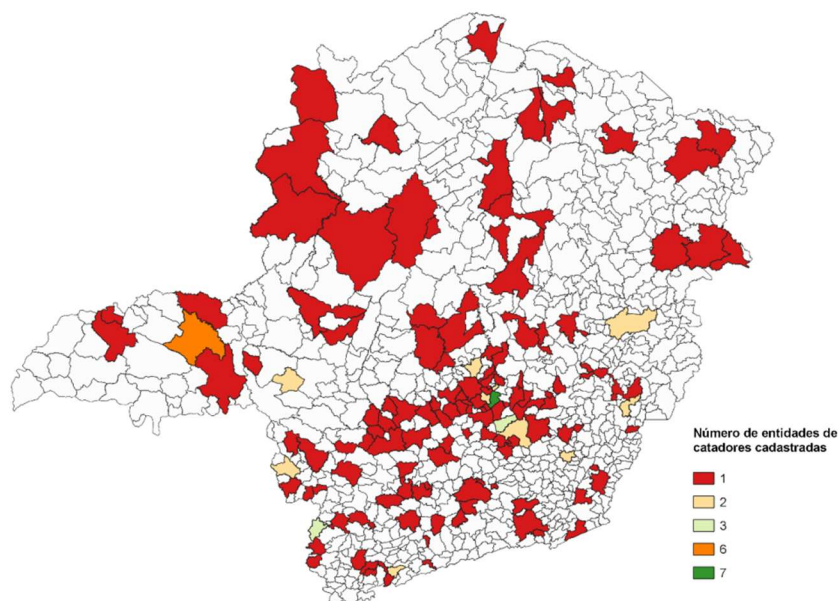 Número de entidades de
catadores cadastradas
1
2
3
6
7